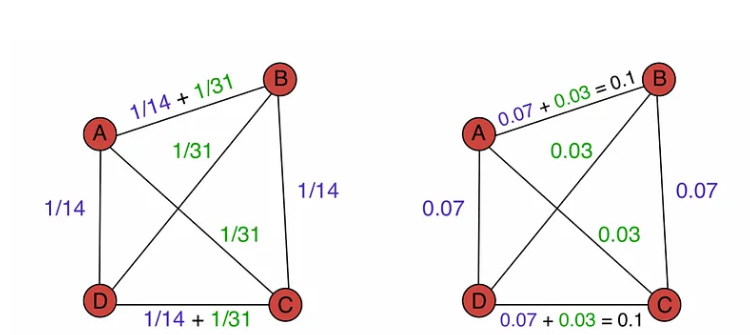 B
1/14 + 1/31
A
1/31
1/14
1/14
1/31
D
C
1/14 + 1/31
B
0.07 + 0.03 = 0.1
A
0.03
0.07
0.07
0.03
D
C
0.07 + 0.03 = 0.1